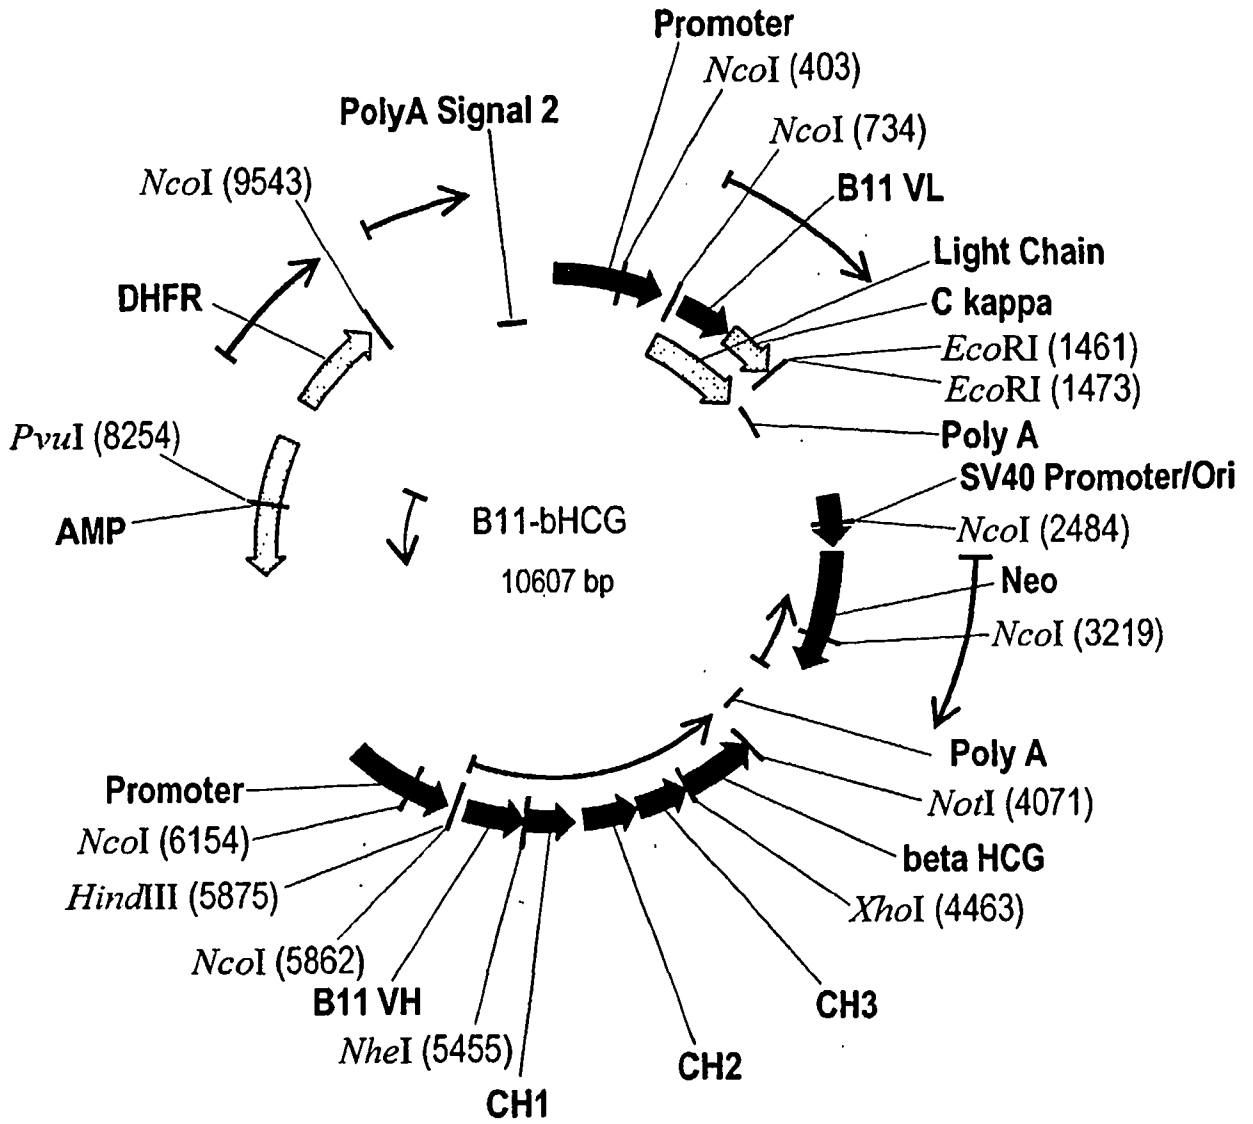 Promoter
NcoI (403)
PolyA Signal 2
NcoI (734)
NcoI (9543)
B11 VL
Light Chain
DHFR
C kappa
EcoRI (1461)
EcoRI (1473)
PvuI (8254)
Poly A
SV40 Promoter/Ori
AMP
B11-bHCG
NcoI (2484)
10607 bp
Neo
NcoI (3219)
Poly A
Promoter
NotI (4071)
NcoI (6154)
beta HCG
HindIII (5875)
XhoI (4463)
NcoI (5862)
B11 VH
CH3
NheI (5455)
CH2
CH1